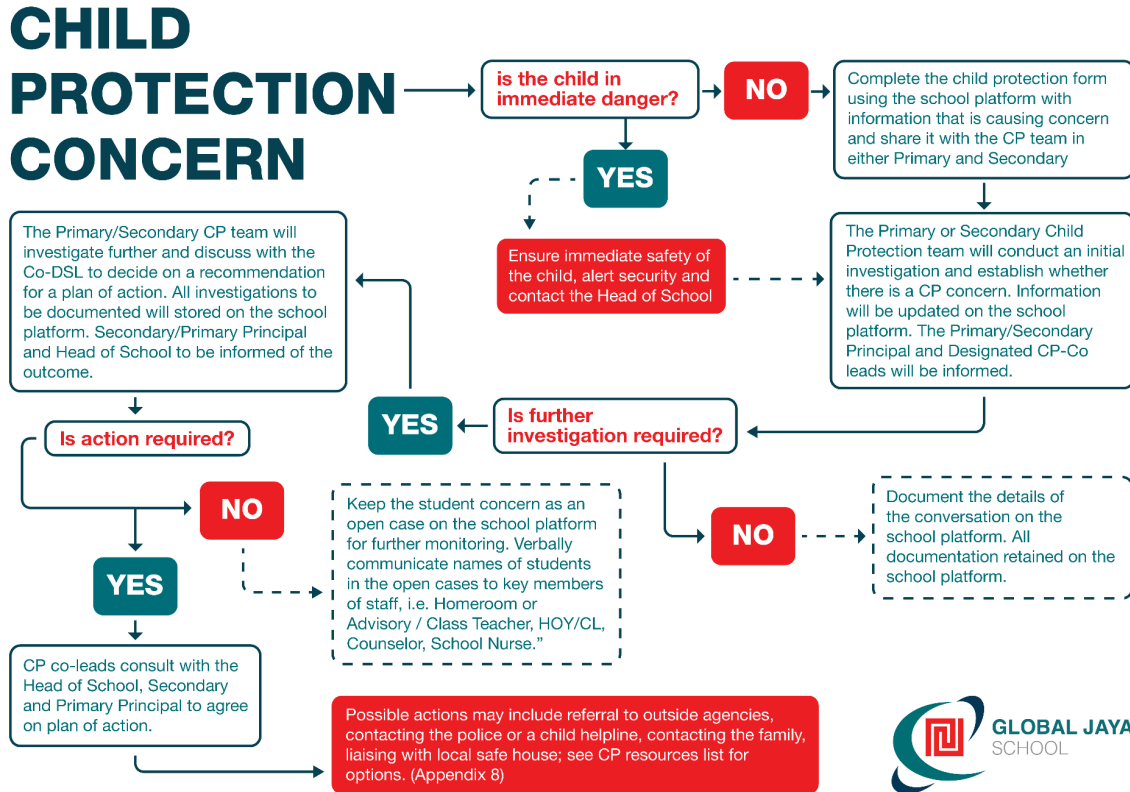 CHILD
PROTECTION
CONCERN
is the child in
immediate danger?
NO
Complete the child protection form
using the school platform with
information that is causing concern
and share it with the CP team in
either Primary and Secondary
YES
Ensure immediate safety of
the child, alert security and
contact the Head of School
The Primary or Secondary Child
Protection team will conduct an initial
investigation and establish whether
there is a CP concern. Information
will be updated on the school
platform. The Primary/Secondary
Principal and Designated CP-Co
leads will be informed.
Is further
investigation required?
YES
The Primary/Secondary CP team will
investigate further and discuss with the
Co-DSL to decide on a recommendation
for a plan of action. All investigations to
be documented will stored on the school
platform. Secondary/Primary Principal
and Head of School to be informed of the
outcome.
NO
Document the details of
the conversation on the
school platform. All
documentation retained on the
school platform.
Is action required?
NO
Keep the student concern as an
open case on the school platform
for further monitoring. Verbally
communicate names of students
in the open cases to key members
of staff, i.e. Homeroom or
Advisory / Class Teacher, HOY/CL,
Counselor, School Nurse.”
YES
CP co-leads consult with the
Head of School, Secondary
and Primary Principal to agree
on plan of action.
Possible actions may include referral to outside agencies,
contacting the police or a child helpline, contacting the family,
liaising with local safe house; see CP resources list for
options. (Appendix 8)
GLOBAL JAYA
SCHOOL